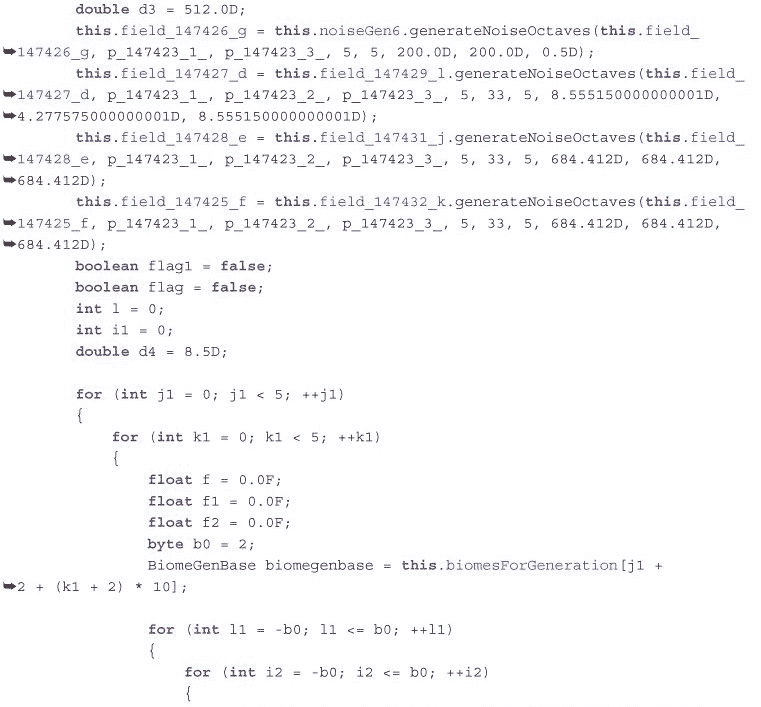 double d3 = 512.0D;
this.field_147426_g = this.noiseGen6.generateNoiseOctaves(this.field_
➥147426_g, p_147423_1_, p_147423_3_, 5, 5, 200.0D, 200.0D, 0.5D);
this.field_147427_d = this.field_147429_l.generateNoiseOctaves(this.field_
➥147427_d, p_147423_1_, p_147423_2_, p_147423_3_, 5, 33, 5, 8.555150000000001D,
➥4.277575000000001D, 8.555150000000001D);
this.field_147428_e = this.field_147431_j.generateNoiseOctaves(this.field_
➥147428_e, p_147423_1_, p_147423_2_, p_147423_3_, 5, 33, 5, 684.412D, 684.412D,
➥684.412D);
this.field_147425_f = this.field_147432_k.generateNoiseOctaves(this.field_
➥147425_f, p_147423_1_, p_147423_2_, p_147423_3_, 5, 33, 5, 684.412D, 684.412D,
➥684.412D);
boolean flag1 = false;
boolean flag = false;
int l = 0;
int i1 = 0;
double d4 = 8.5D;
for (int j1 = 0; j1 < 5; ++j1)
{
for (int k1 = 0; k1 < 5; ++k1)
{
float f = 0.0F;
float f1 = 0.0F;
float f2 = 0.0F;
byte b0 = 2;
BiomeGenBase biomegenbase = this.biomesForGeneration[j1 +
➥2 + (k1 + 2) * 10];
for (int l1 = -b0; l1 <= b0; ++l1)
{
for (int i2 = -b0; i2 <= b0; ++i2)
{